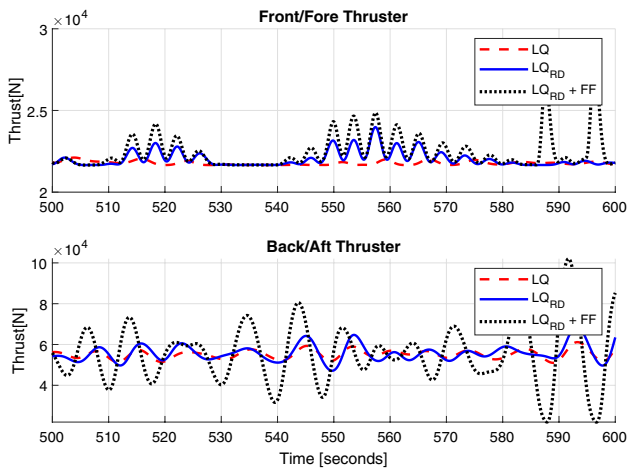 Front/Fore Thruster
×10⁴
Thrust[N]
3
2.5
2
LQ
LQ_RD
LQ_RD + FF
500 510 520 530 540 550 560 570 580 590 600
Back/Aft Thruster
×10⁴
Thrust[N]
10
8
6
4
LQ
LQ_RD
LQ_RD + FF
500 510 520 530 540 550 560 570 580 590 600
Time [seconds]